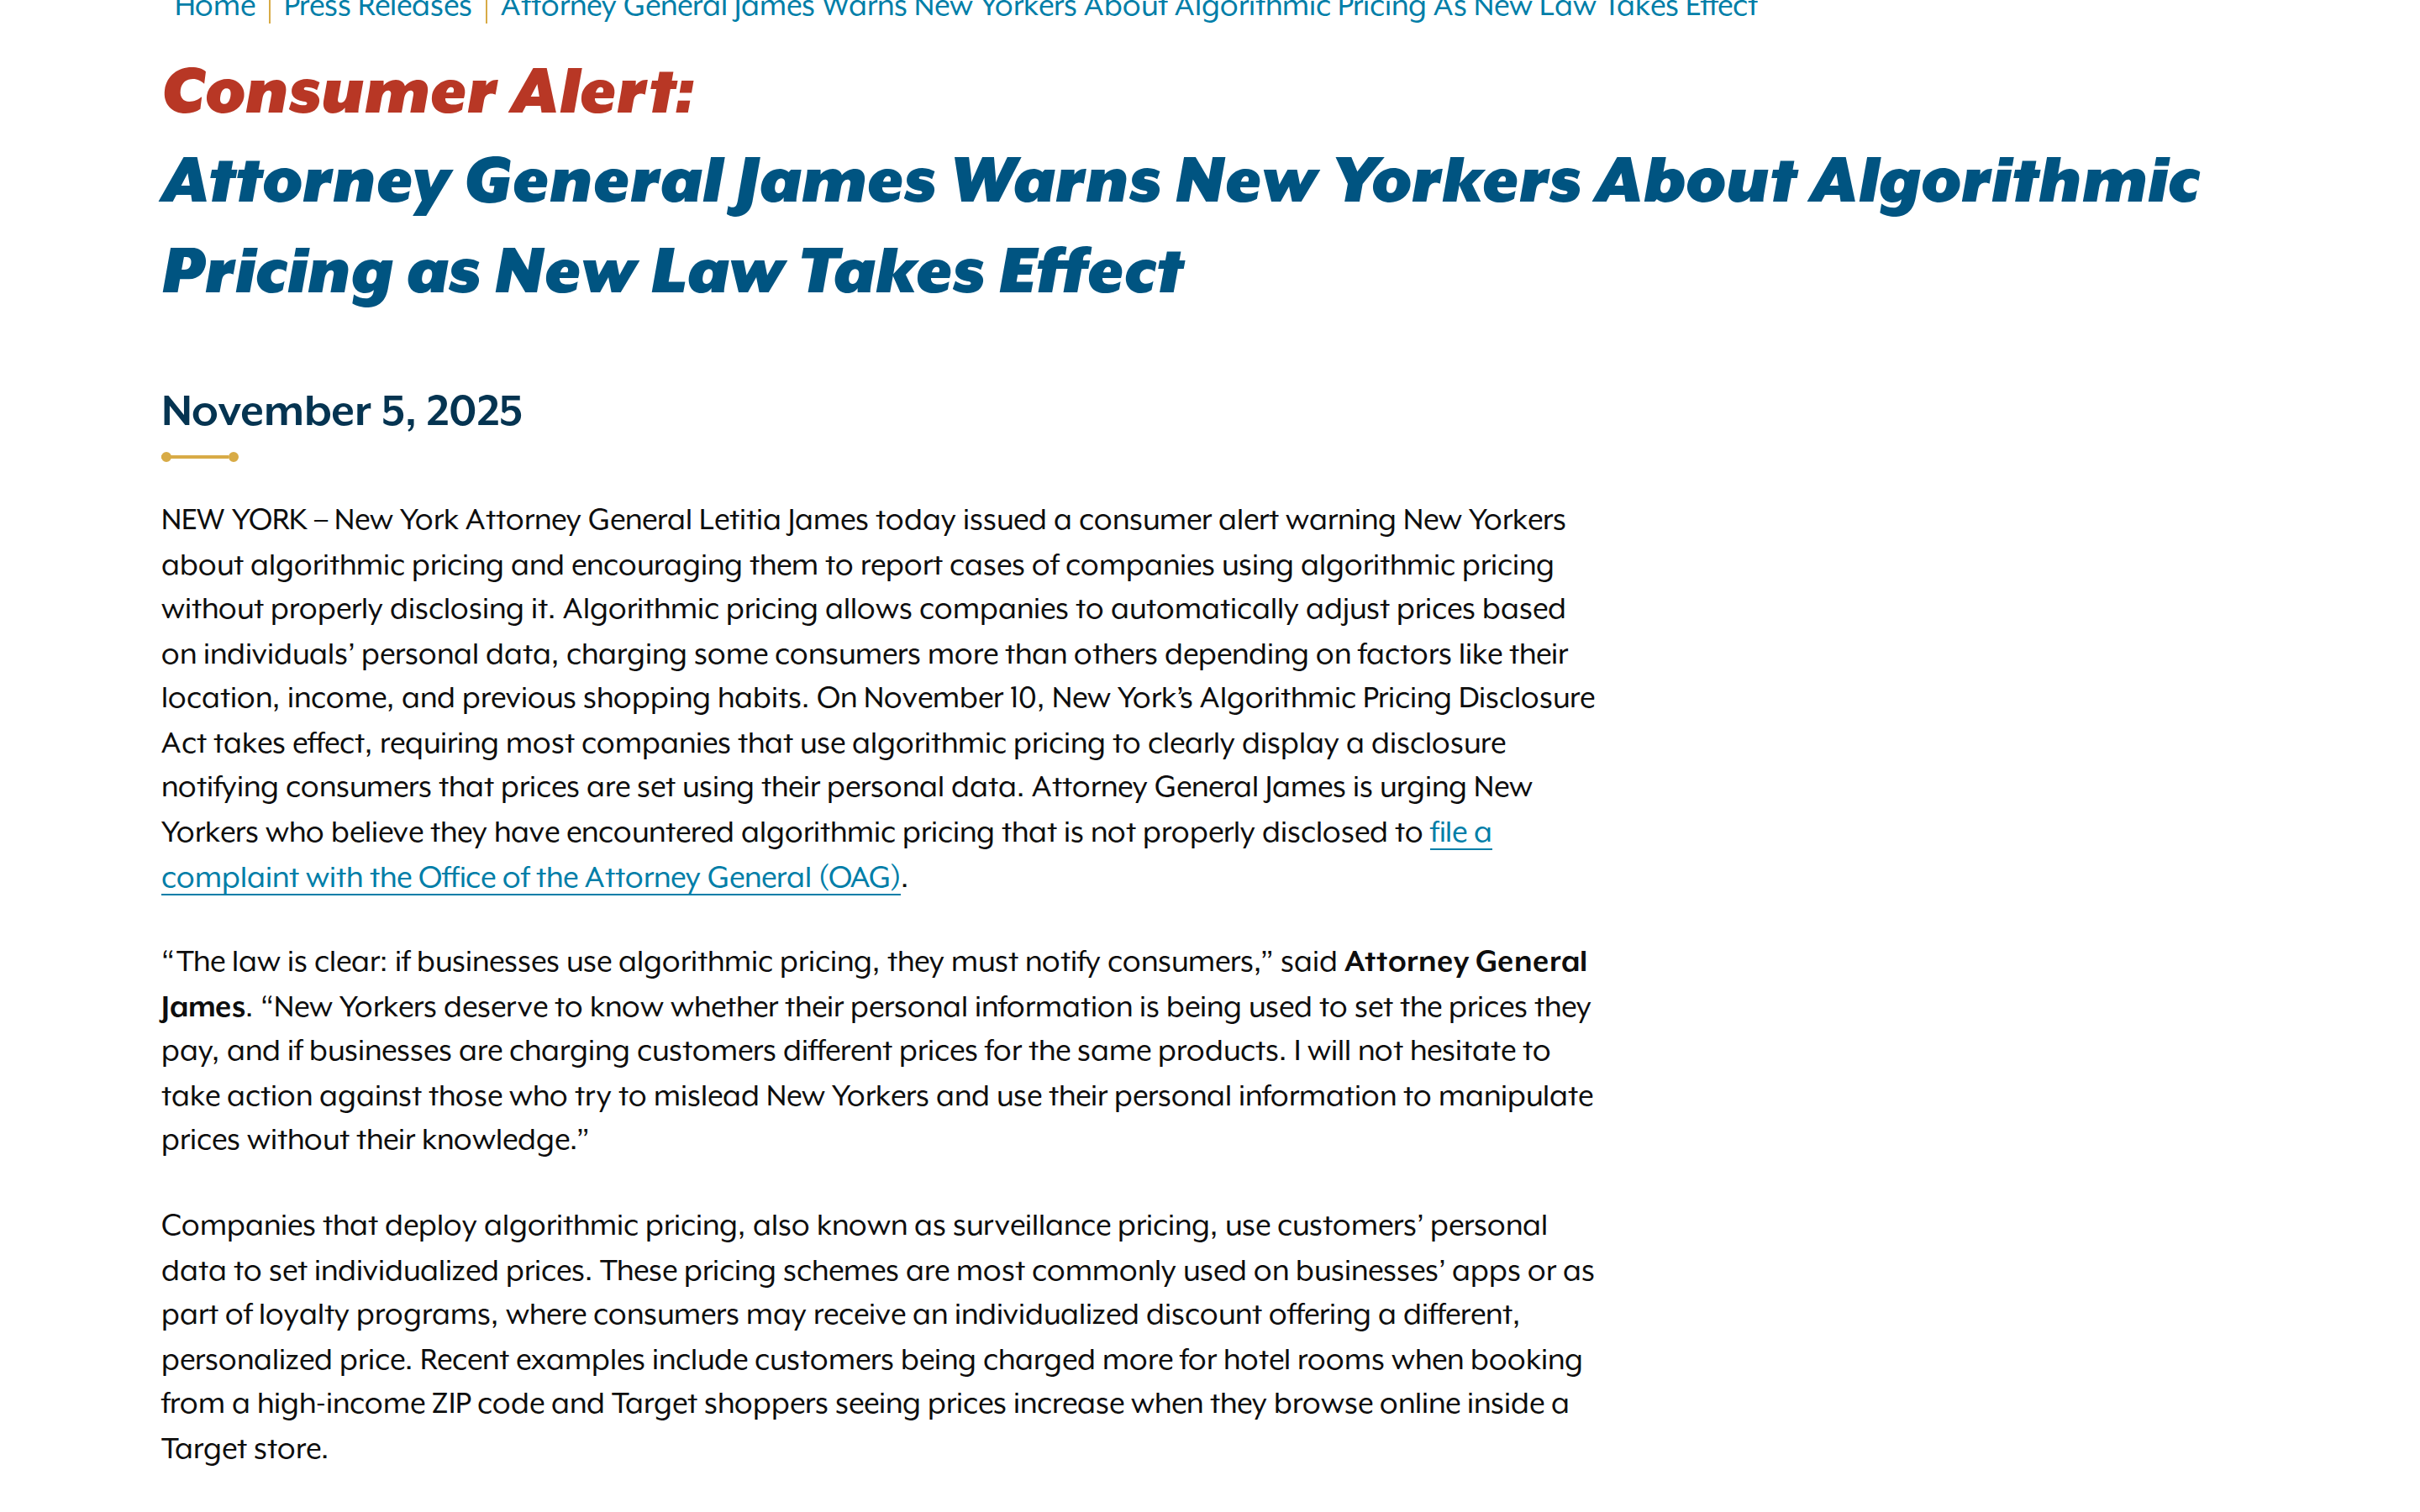 Home | Press Releases | Attorney General James Warns New Yorkers About Algorithmic Pricing As New Law Takes Effect
Consumer Alert:
Attorney General James Warns New Yorkers About Algorithmic
Pricing as New Law Takes Effect
November 5, 2025
NEW YORK – New York Attorney General Letitia James today issued a consumer alert warning New Yorkers
about algorithmic pricing and encouraging them to report cases of companies using algorithmic pricing
without properly disclosing it. Algorithmic pricing allows companies to automatically adjust prices based
on individuals’ personal data, charging some consumers more than others depending on factors like their
location, income, and previous shopping habits. On November 10, New York’s Algorithmic Pricing Disclosure
Act takes effect, requiring most companies that use algorithmic pricing to clearly display a disclosure
notifying consumers that prices are set using their personal data. Attorney General James is urging New
Yorkers who believe they have encountered algorithmic pricing that is not properly disclosed to file a
complaint with the Office of the Attorney General (OAG).
“The law is clear: if businesses use algorithmic pricing, they must notify consumers,” said Attorney General
James. “New Yorkers deserve to know whether their personal information is being used to set the prices they
pay, and if businesses are charging customers different prices for the same products. I will not hesitate to
take action against those who try to mislead New Yorkers and use their personal information to manipulate
prices without their knowledge.”
Companies that deploy algorithmic pricing, also known as surveillance pricing, use customers’ personal
data to set individualized prices. These pricing schemes are most commonly used on businesses’ apps or as
part of loyalty programs, where consumers may receive an individualized discount offering a different,
personalized price. Recent examples include customers being charged more for hotel rooms when booking
from a high-income ZIP code and Target shoppers seeing prices increase when they browse online inside a
Target store.